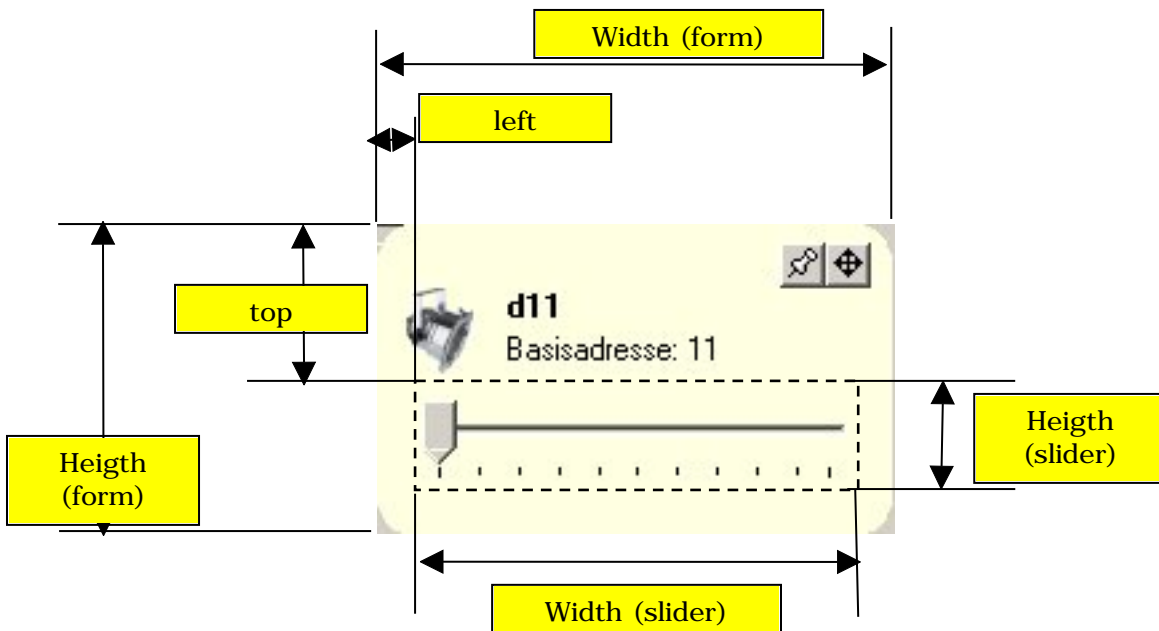 Width (form)
left
top
d11
Basisadresse: 11
Heigth
(form)
Heigth
(slider)
Width (slider)